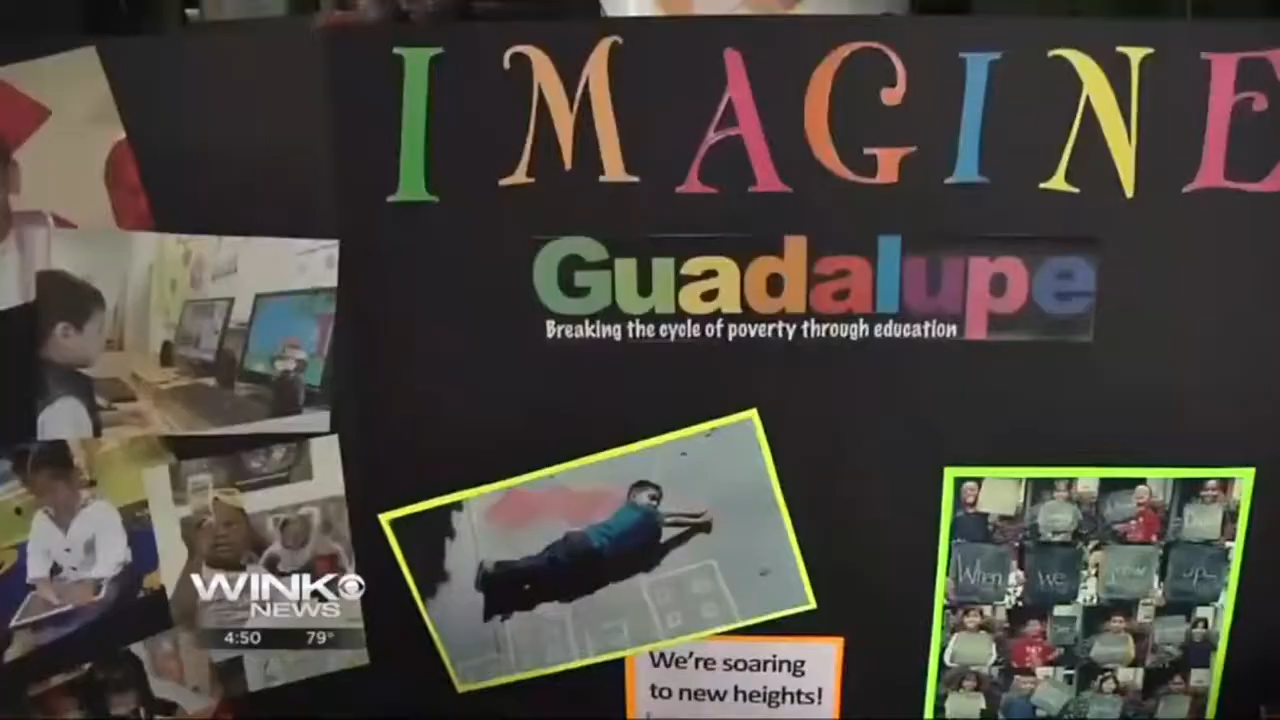 IMAGINE
Guadalupe
Breaking the cycle of poverty through education
When we grow up
We're soaring
to new heights!
WINK NEWS
4:50 79°